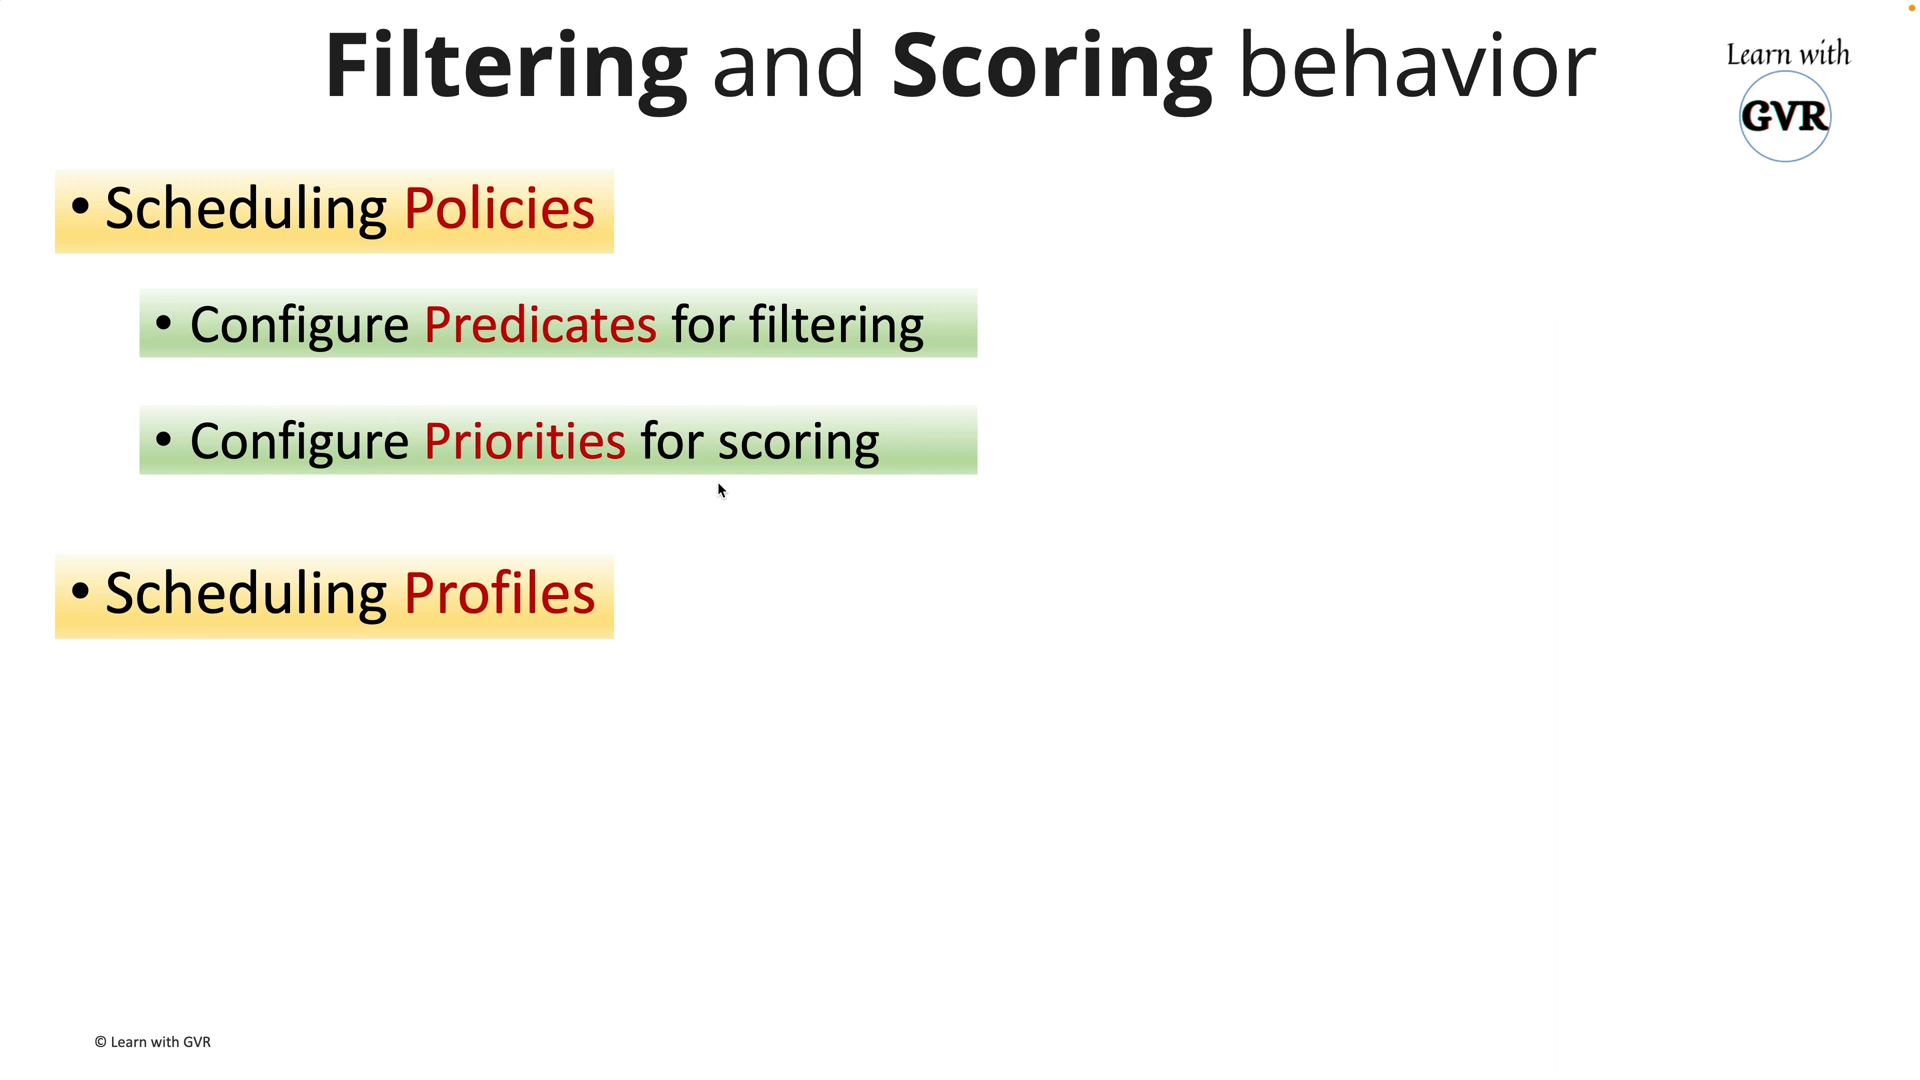 Filtering and Scoring behavior
Learn with
GVR
• Scheduling Policies
• Configure Predicates for filtering
• Configure Priorities for scoring
• Scheduling Profiles
© Learn with GVR